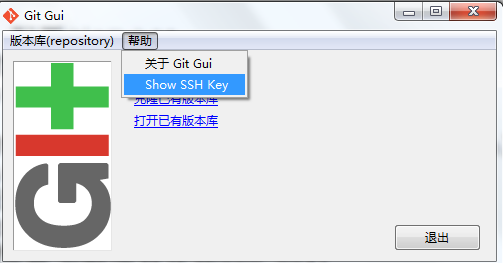 Git Gui
版本库(repository) 帮助
关于 Git Gui
Show SSH Key
克隆已有版本库
打开已有版本库
GIT
退出